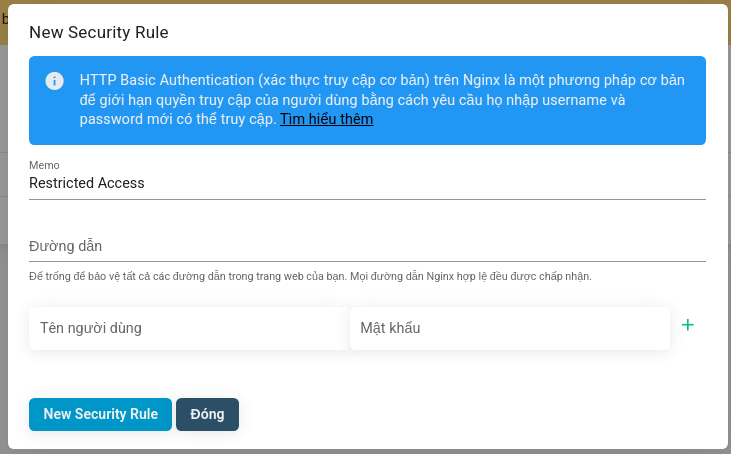 New Security Rule
HTTP Basic Authentication (xác thực truy cập cơ bản) trên Nginx là một phương pháp cơ bản
để giới hạn quyền truy cập của người dùng bằng cách yêu cầu họ nhập username và
password mới có thể truy cập. Tìm hiểu thêm
Memo
Restricted Access
Đường dẫn
Để trống để bảo vệ tất cả các đường dẫn trong trang web của bạn. Mọi đường dẫn Nginx hợp lệ đều được chấp nhận.
Tên người dùng Mật khẩu +
New Security Rule Đóng